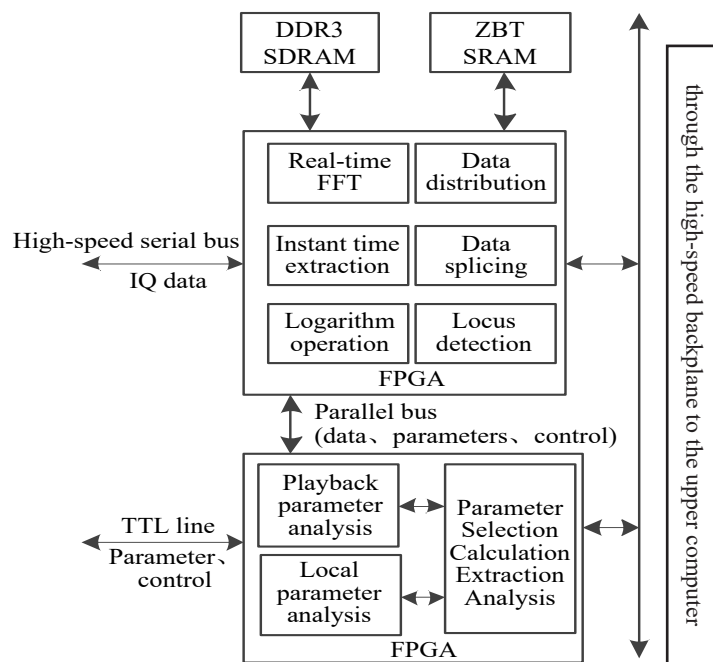 DDR3
SDRAM
ZBT
SRAM
Real-time
FFT
Data
distribution
High-speed serial bus
IQ data
Instant time
extraction
Data
splicing
Logarithm
operation
Locus
detection
FPGA
Parallel bus
(data、parameters、control)
Playback
parameter
analysis
TTL line
Parameter、
control
Local
parameter
analysis
Parameter
Selection
Calculation
Extraction
Analysis
FPGA
through the high-speed backplane to the upper computer